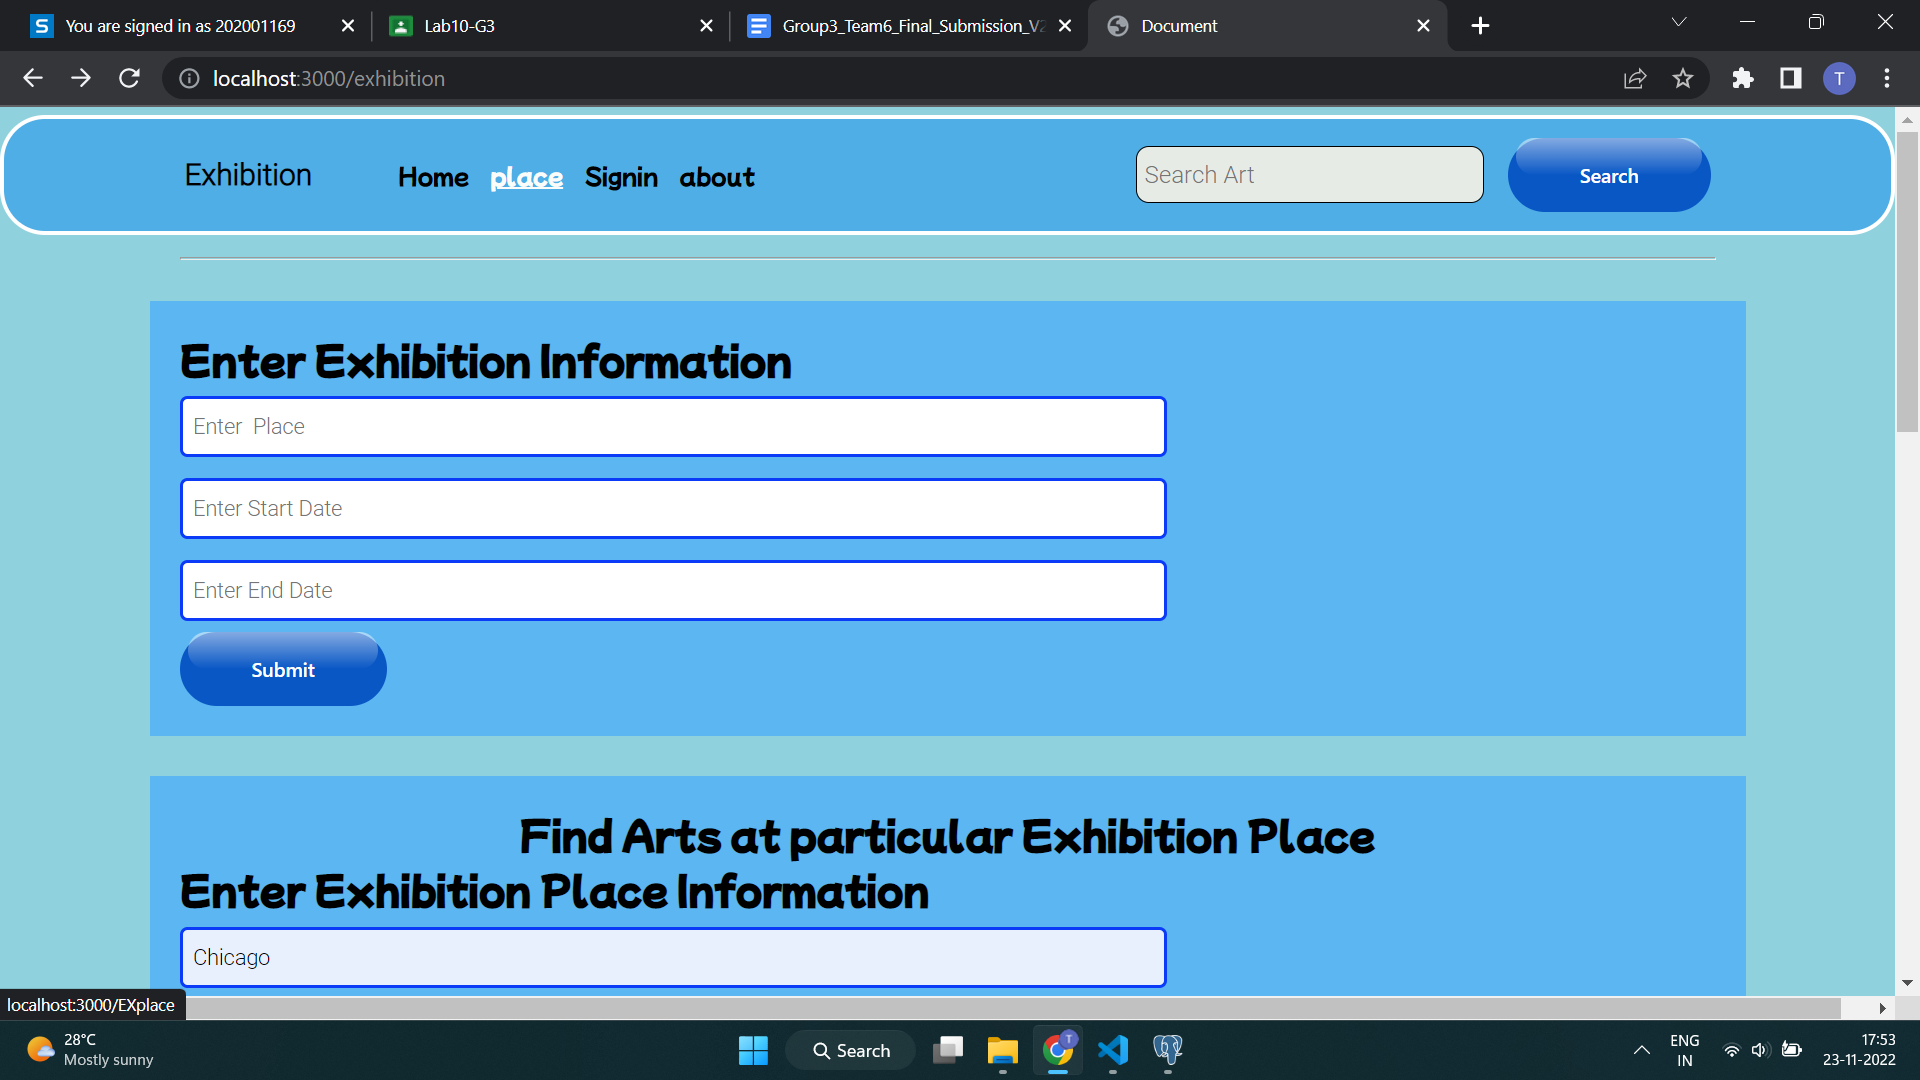 You are signed in as 202001169
Lab10-G3
Group3_Team6_Final_Submission_V2
Document
localhost:3000/exhibition
T
Exhibition
Home place Signin about
Search Art
Search
Enter Exhibition Information
Enter  Place
Enter Start Date
Enter End Date
Submit
Find Arts at particular Exhibition Place
Enter Exhibition Place Information
Chicago
localhost:3000/EXplace
28°C
Mostly sunny
Search
T
ENG
IN
17:53
23-11-2022